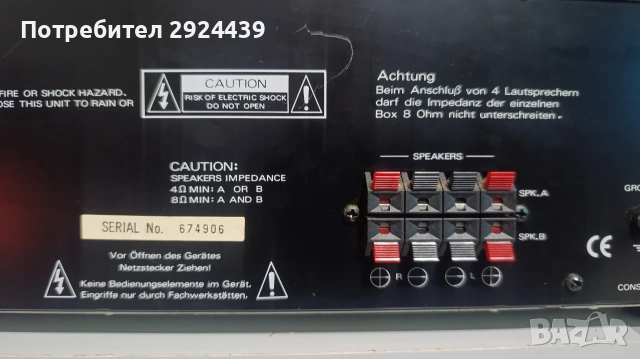 Потребител 2924439
FIRE OR SHOCK HAZARD.
OSE THIS UNIT TO RAIN OR
CAUTION
RISK OF ELECTRIC SHOCK
DO NOT OPEN
Achtung
Beim Anschluß von 4 Lautsprechern
darf die Impedanz der einzelnen
Box 8 Ohm nicht unterschreiten.
CAUTION:
SPEAKERS IMPEDANCE
4Ω MIN: A OR B
8Ω MIN: A AND B
SERIAL No. 674906
Vor Öffnen des Gerätes
Netzstecker Ziehen!
Keine Bedienungselemente im Gerät.
Eingriffe nur durch Fachwerkstätten.
SPEAKERS
SPK. A
SPK. B
R L
GRO
CE
CONS
BAZAR